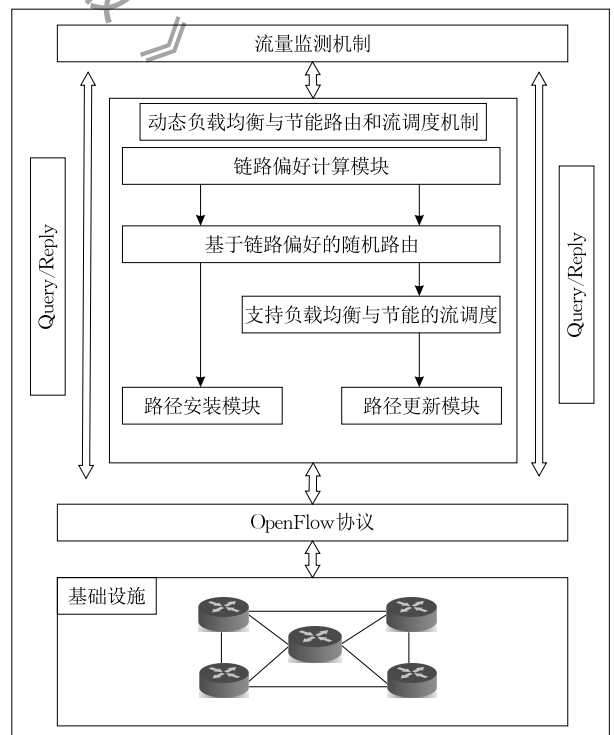 流量监测机制
动态负载均衡与节能路由和流调度机制
链路偏好计算模块
Query/Reply
基于链路偏好的随机路由
Query/Reply
支持负载均衡与节能的流调度
路径安装模块
路径更新模块
OpenFlow协议
基础设施